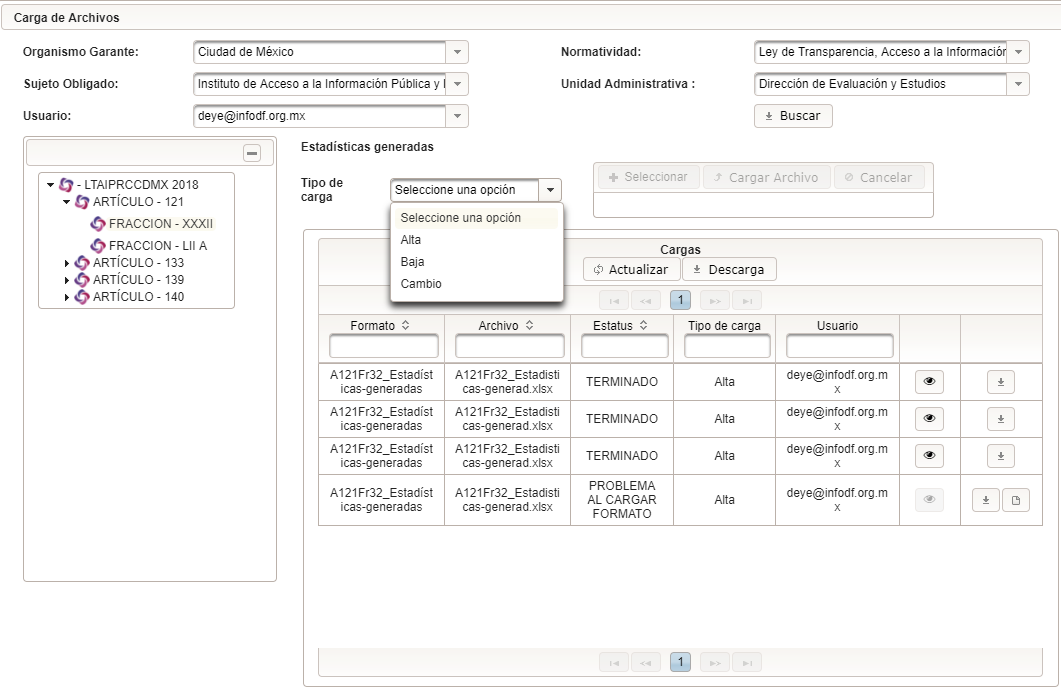 Carga de Archivos
Organismo Garante: Ciudad de México Normatividad: Ley de Transparencia, Acceso a la Información
Sujeto Obligado: Instituto de Acceso a la Información Pública y Unidad Administrativa : Dirección de Evaluación y Estudios
Usuario: deye@infodf.org.mx Buscar
Estadísticas generadas
- LTAIPRCCDMX 2018
ARTÍCULO - 121
FRACCION - XXXII
FRACCION - LII A
ARTÍCULO - 133
ARTÍCULO - 139
ARTÍCULO - 140
Tipo de
carga
Seleccione una opción
Seleccione una opción
Alta
Baja
Cambio
Seleccionar Cargar Archivo Cancelar
Cargas
Actualizar Descarga
1
Formato Archivo Estatus Tipo de carga Usuario
A121Fr32_Estadíst A121Fr32_Estadisti deye@infodf.org.m
icas-generadas cas-generad.xlsx TERMINADO Alta x
A121Fr32_Estadíst A121Fr32_Estadisti deye@infodf.org.m
icas-generadas cas-generad.xlsx TERMINADO Alta x
A121Fr32_Estadíst A121Fr32_Estadisti deye@infodf.org.m
icas-generadas cas-generad.xlsx TERMINADO Alta x
A121Fr32_Estadíst A121Fr32_Estadisti PROBLEMA deye@infodf.org.m
icas-generadas cas-generad.xlsx AL CARGAR Alta x
FORMATO
1